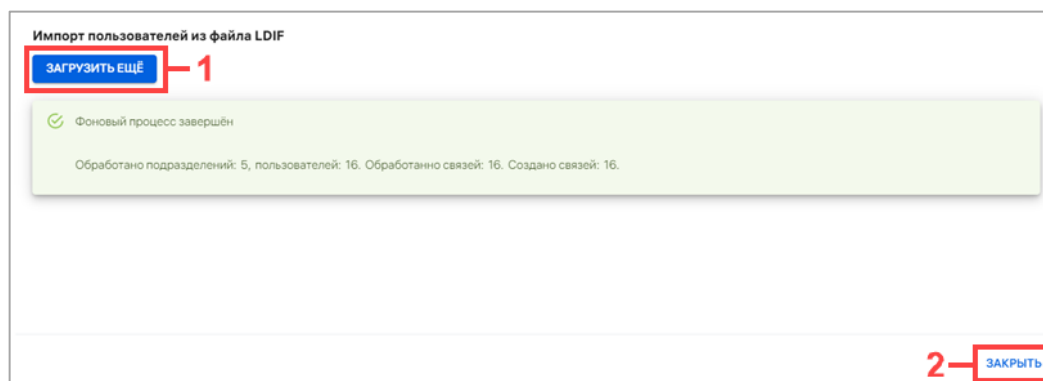 Импорт пользователей из файла LDIF
ЗАГРУЗИТЬ ЕЩЁ 1
Фоновый процесс завершён
Обработано подразделений: 5, пользователей: 16. Обработанно связей: 16. Создано связей: 16.
2 ЗАКРЫТЬ